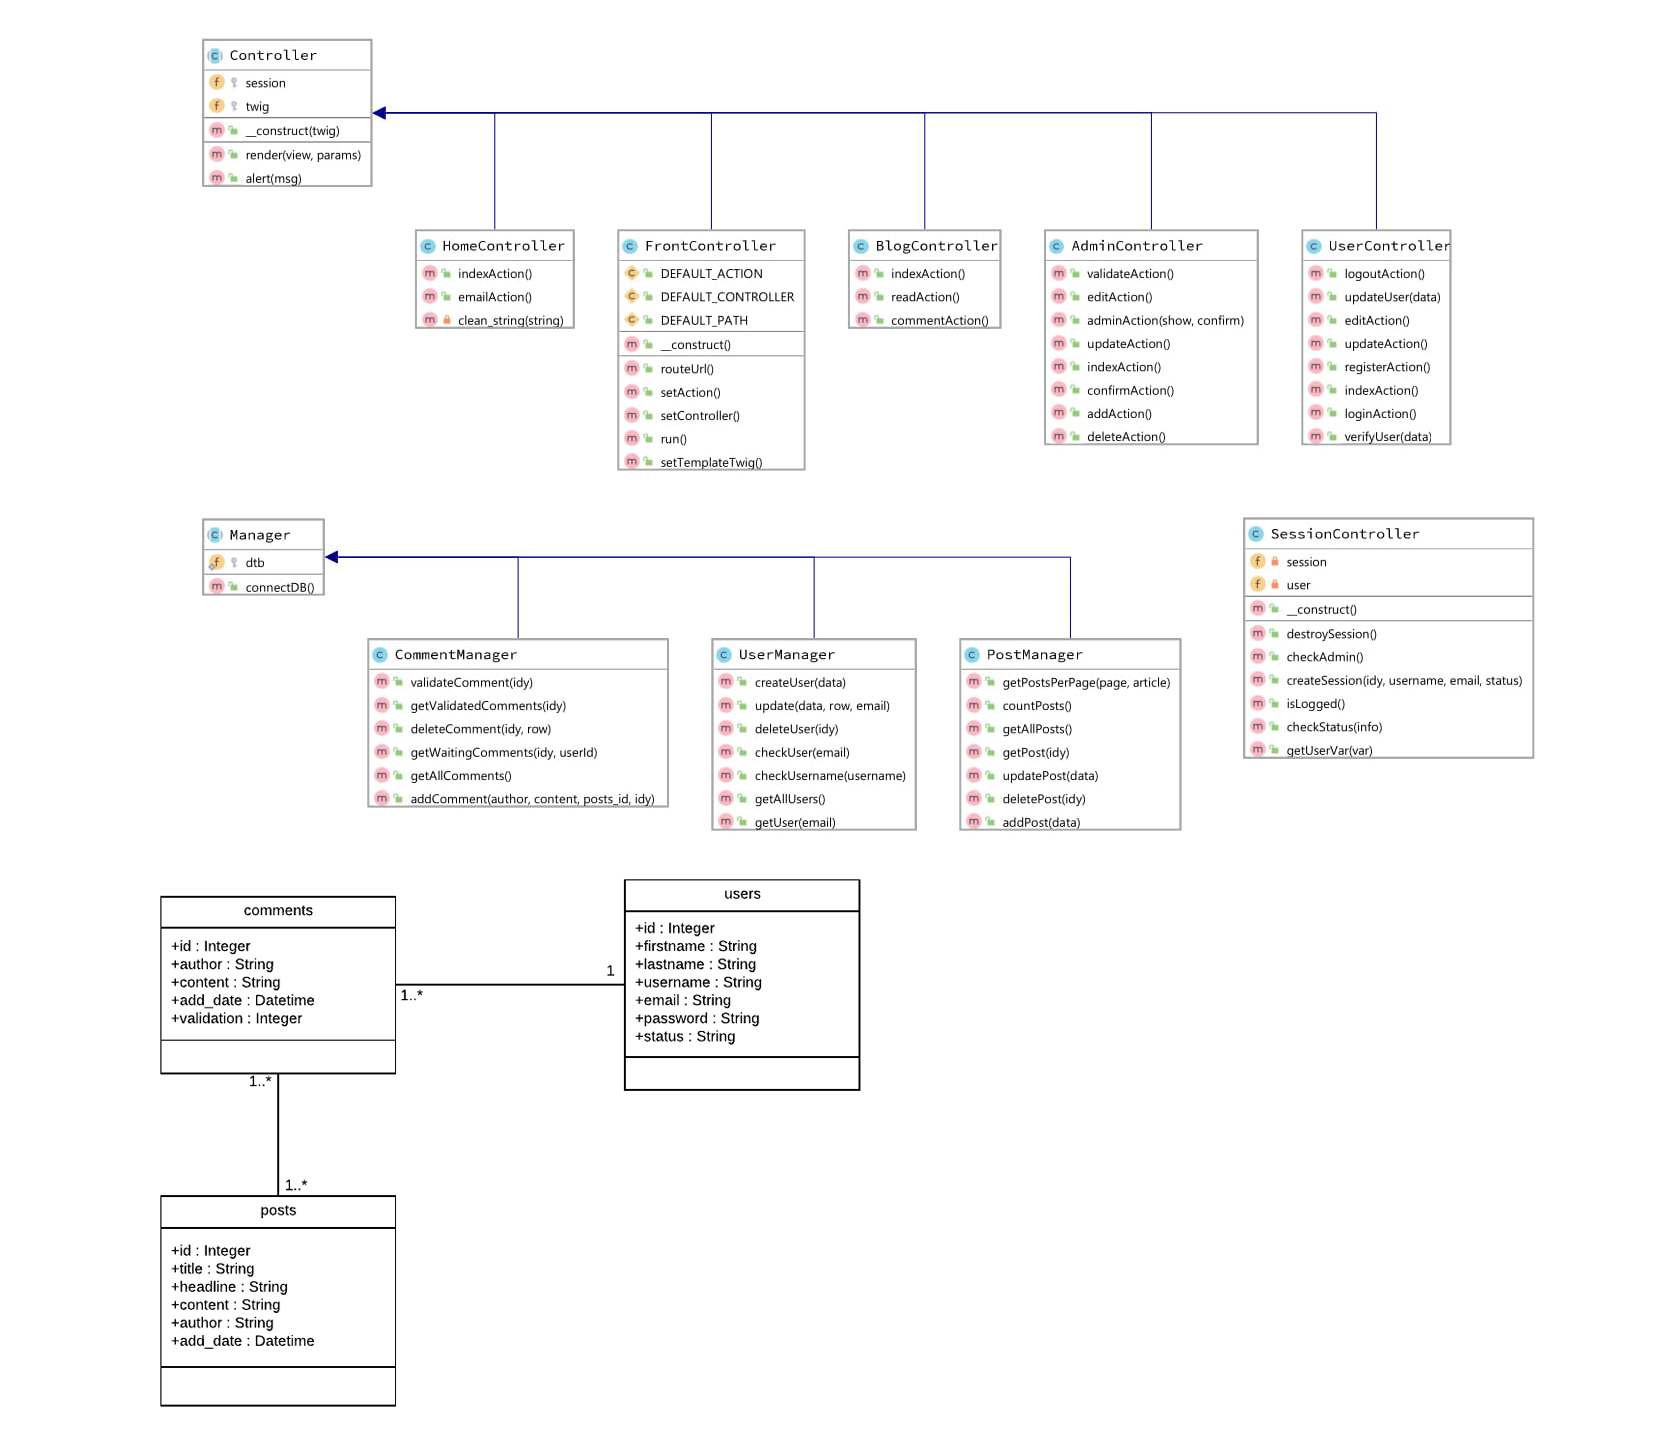 Controller
session
twig
__construct(twig)
render(view, params)
alert(msg)
HomeController
indexAction()
emailAction()
clean_string(string)
FrontController
DEFAULT_ACTION
DEFAULT_CONTROLLER
DEFAULT_PATH
__construct()
routeUrl()
setAction()
setController()
run()
setTemplateTwig()
BlogController
indexAction()
readAction()
commentAction()
AdminController
validateAction()
editAction()
adminAction(show, confirm)
updateAction()
indexAction()
confirmAction()
addAction()
deleteAction()
UserController
logoutAction()
updateUser(data)
editAction()
updateAction()
registerAction()
indexAction()
loginAction()
verifyUser(data)
Manager
dtb
connectDB()
CommentManager
validateComment(idy)
getValidatedComments(idy)
deleteComment(idy, row)
getWaitingComments(idy, userId)
getAllComments()
addComment(author, content, posts_id, idy)
UserManager
createUser(data)
update(data, row, email)
deleteUser(idy)
checkUser(email)
checkUsername(username)
getAllUsers()
getUser(email)
PostManager
getPostsPerPage(page, article)
countPosts()
getAllPosts()
getPost(idy)
updatePost(data)
deletePost(idy)
addPost(data)
SessionController
session
user
__construct()
destroySession()
checkAdmin()
createSession(idy, username, email, status)
isLogged()
checkStatus(info)
getUserVar(var)
comments
+id : Integer
+author : String
+content : String
+add_date : Datetime
+validation : Integer
1..*
1
users
+id : Integer
+firstname : String
+lastname : String
+username : String
+email : String
+password : String
+status : String
1..*
1..*
posts
+id : Integer
+title : String
+headline : String
+content : String
+author : String
+add_date : Datetime